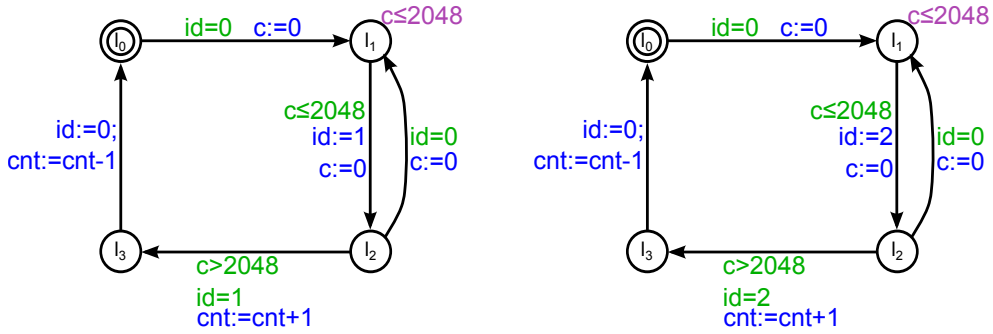 id=0 c:=0
c≤2048
l₀
l₁
c≤2048
id:=1
c:=0
id=0
c:=0
id:=0;
cnt:=cnt-1
l₃
l₂
c>2048
id=1
cnt:=cnt+1
id=0 c:=0
c≤2048
l₀
l₁
c≤2048
id:=2
c:=0
id=0
c:=0
id:=0;
cnt:=cnt-1
l₃
l₂
c>2048
id=2
cnt:=cnt+1